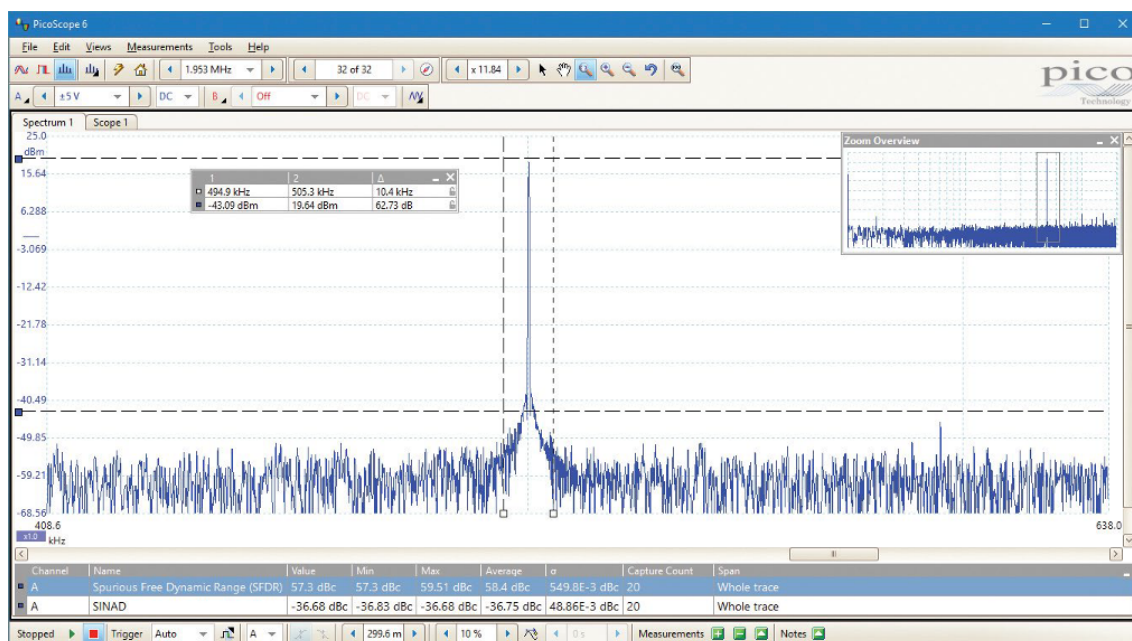 PicoScope 6
File Edit Views Measurements Tools Help
1.953 MHz 32 of 32 x 11.84
pico
Technology
A ±5 V DC B Off DC
Spectrum 1 Scope 1
25.0
dBm
Zoom Overview
1 2 Δ
494.9 kHz 505.3 kHz 10.4 kHz
-43.09 dBm 19.64 dBm 62.73 dB
15.64
6.288
-3.069
-12.42
-21.78
-31.14
-40.49
-49.85
-59.21
-68.56
408.6 638.0
x1.0 kHz
Channel Name Value Min Max Average σ Capture Count Span
A Spurious Free Dynamic Range (SFDR) 57.3 dBc 57.3 dBc 59.51 dBc 58.4 dBc 549.8E-3 dBc 20 Whole trace
A SINAD -36.68 dBc -36.83 dBc -36.68 dBc -36.75 dBc 48.86E-3 dBc 20 Whole trace
Stopped Trigger Auto A 299.6 m 10 % 0 s Measurements Notes